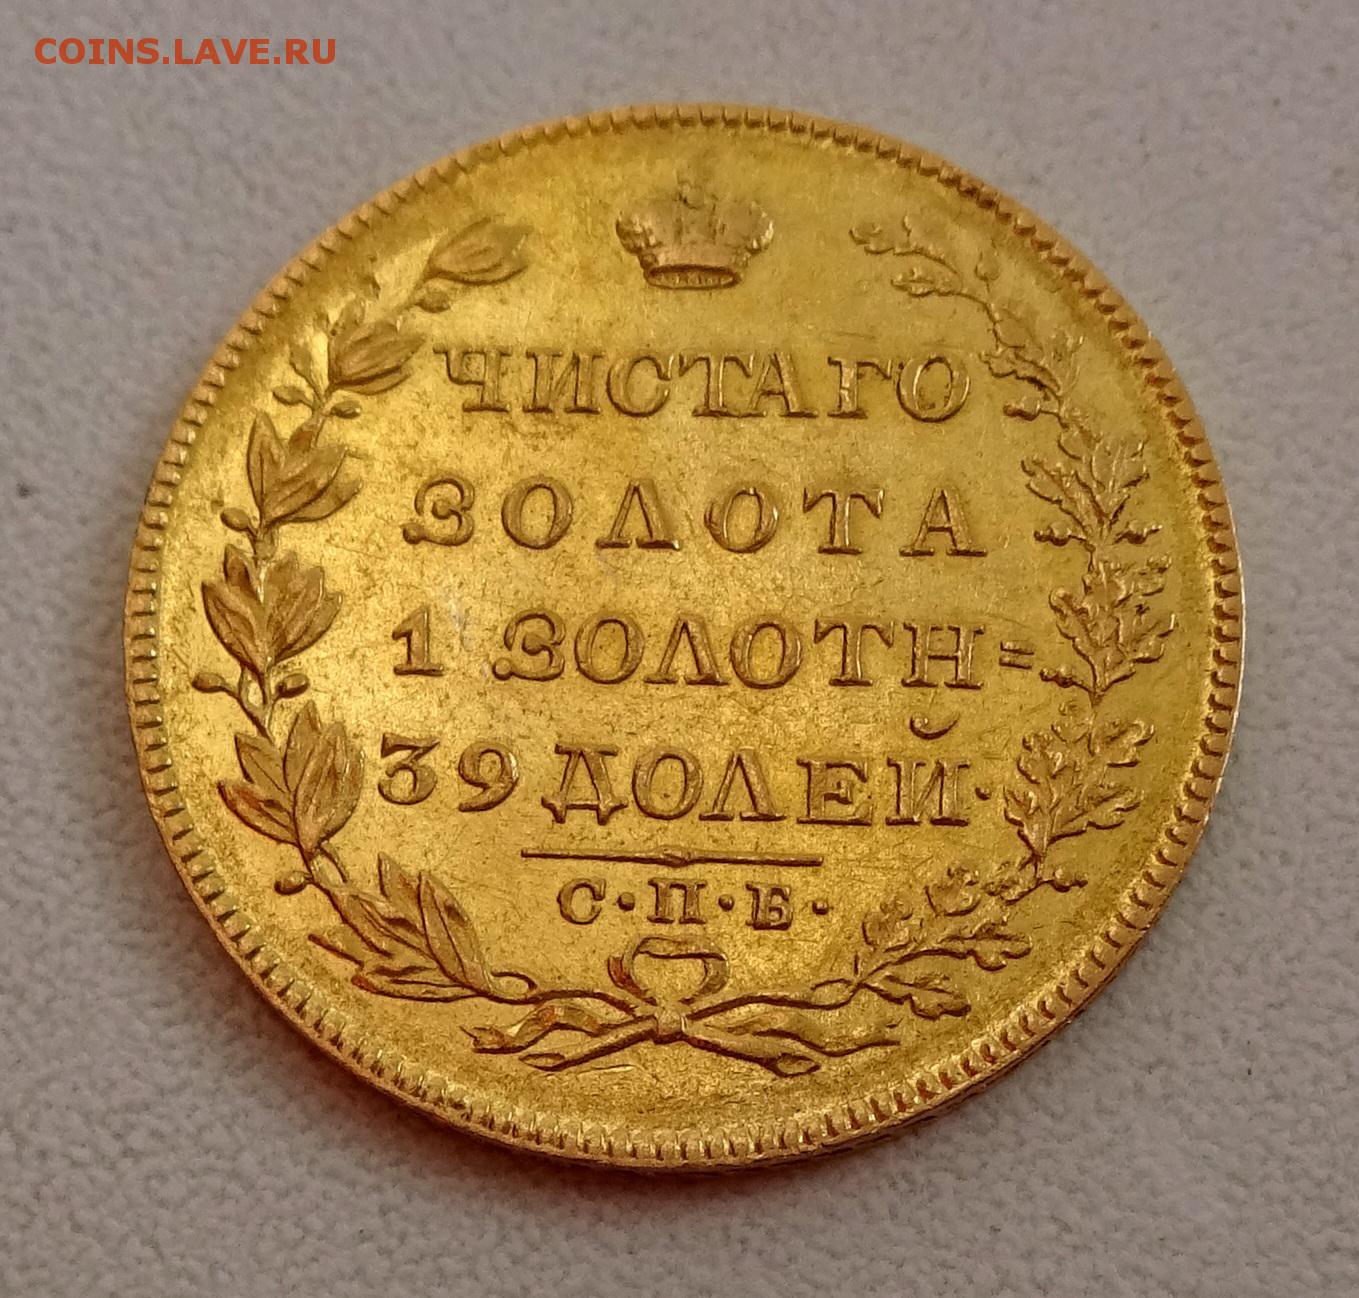 COINS.LAVE.RU
ЧИСТАГО
ЗОЛОТА
1 ЗОЛОТН=
39 ДОЛЕЙ·
С·П·Б·